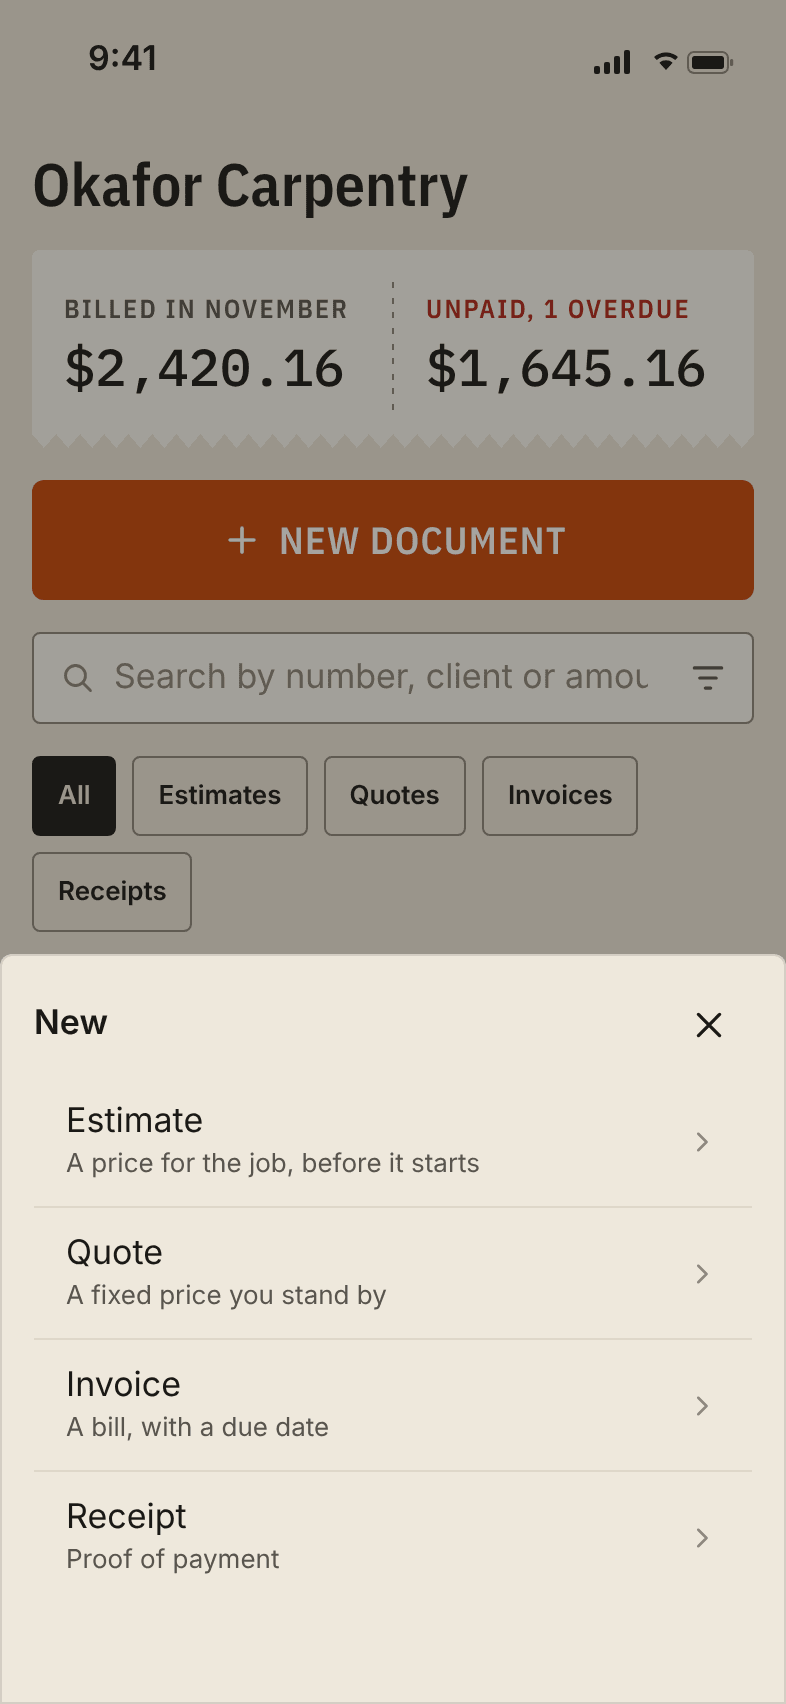 9:41
Okafor Carpentry
BILLED IN NOVEMBER
$2,420.16
UNPAID, 1 OVERDUE
$1,645.16
NEW DOCUMENT
Search by number, client or amou
All
Estimates
Quotes
Invoices
Receipts
New
Estimate
A price for the job, before it starts
Quote
A fixed price you stand by
Invoice
A bill, with a due date
Receipt
Proof of payment